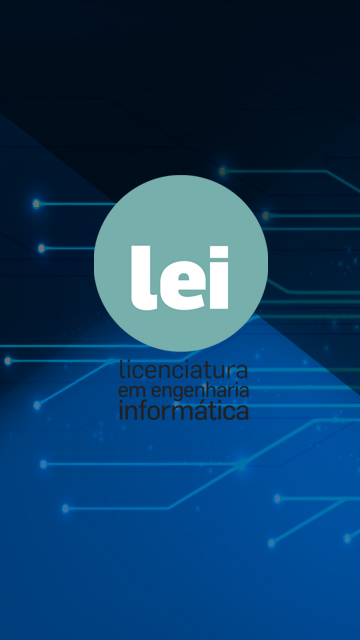 lei
licenciatura
em engenharia
informática